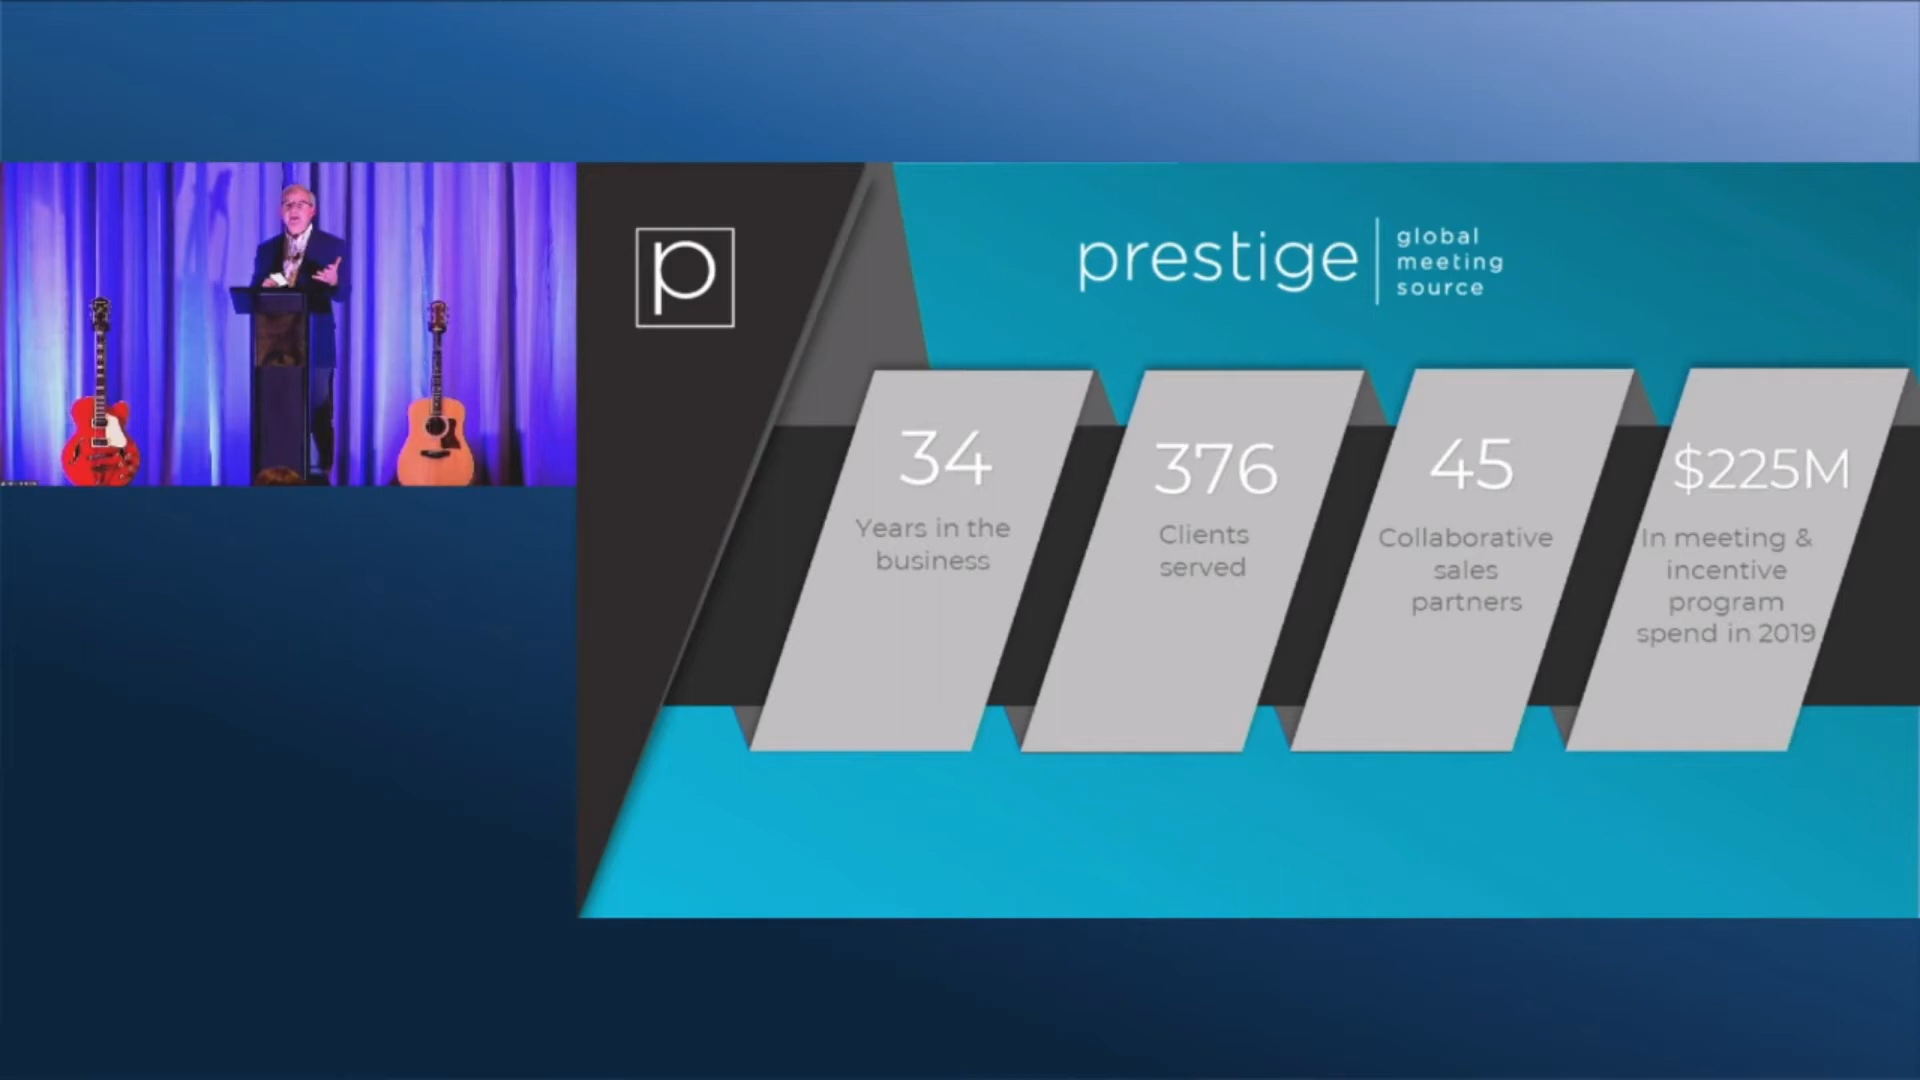 p
prestige
global
meeting
source
34
Years in the
business
376
Clients
served
45
Collaborative
sales
partners
$225M
In meeting &
incentive
program
spend in 2019